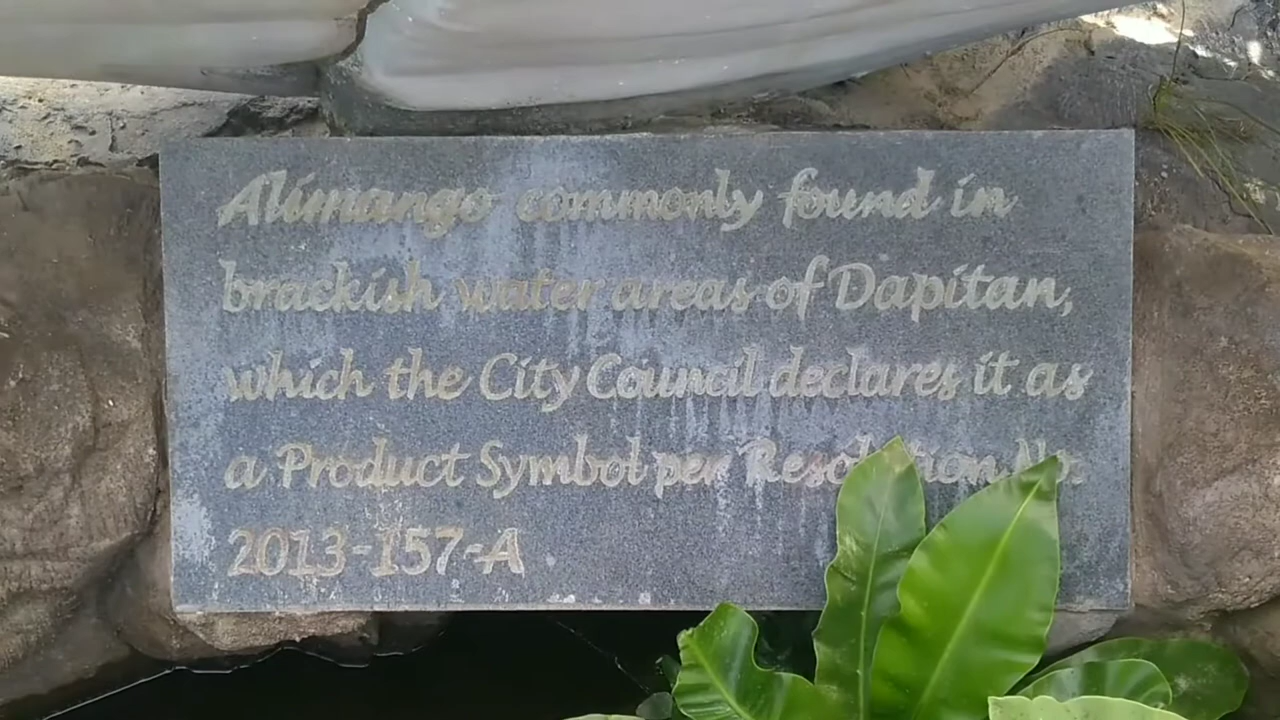 Alimango commonly found in
brackish water areas of Dapitan,
which the City Council declares it as
a Product Symbol per Resolution No.
2013-157-A